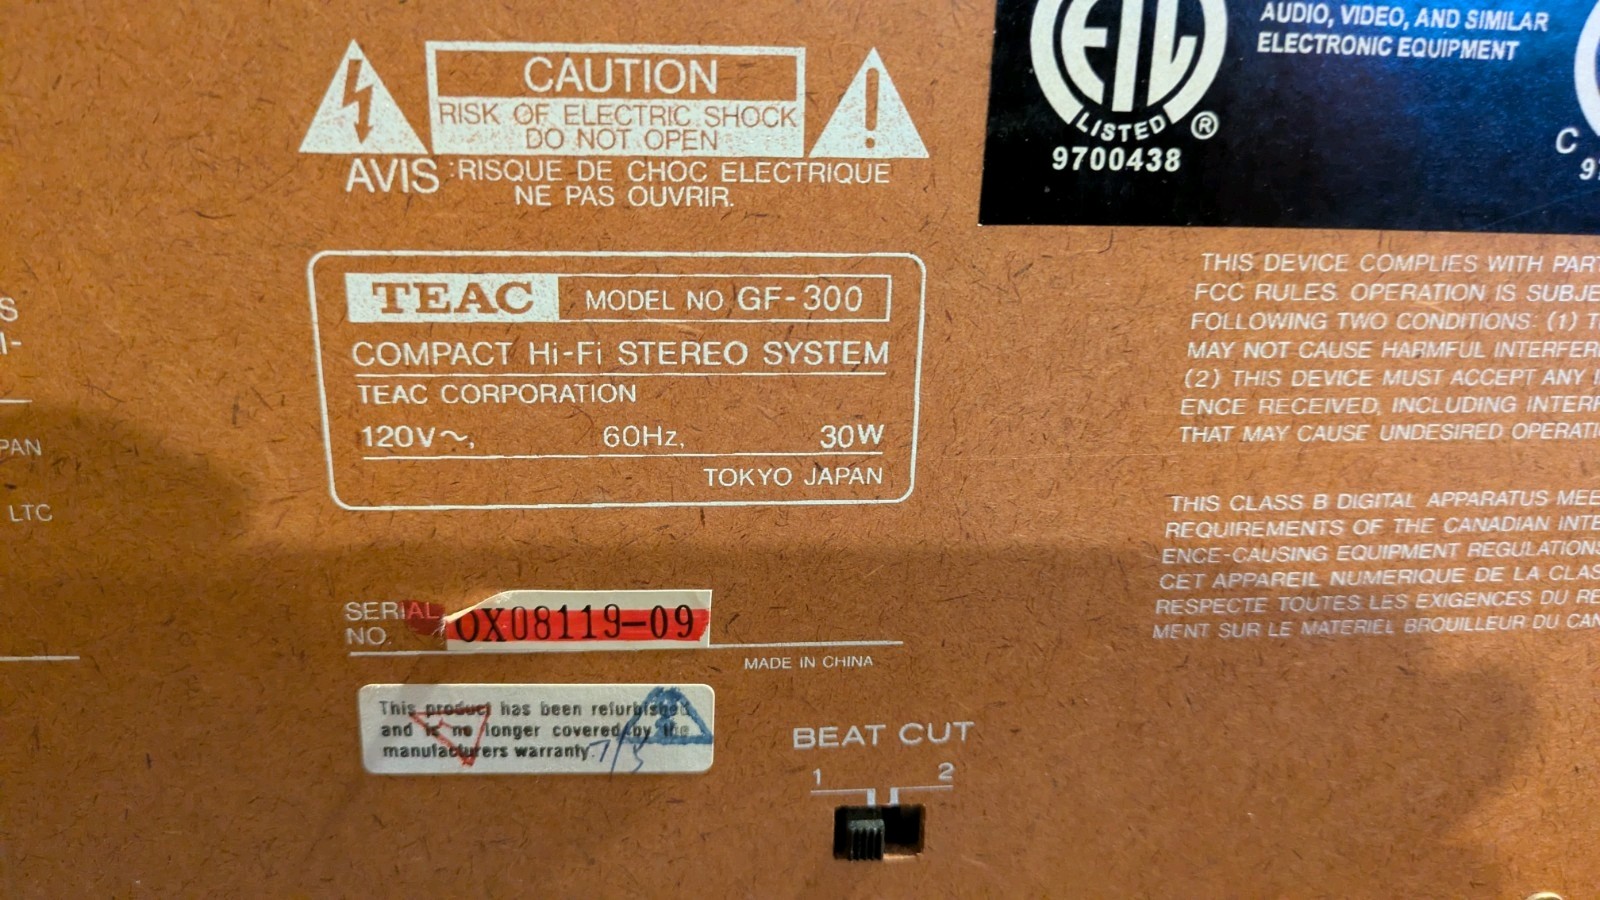 CAUTION
RISK OF ELECTRIC SHOCK
DO NOT OPEN
AVIS :RISQUE DE CHOC ELECTRIQUE
NE PAS OUVRIR.
TEAC MODEL NO GF-300
COMPACT Hi-Fi STEREO SYSTEM
TEAC CORPORATION
120V~, 60Hz, 30W
TOKYO JAPAN
SERIAL
NO. OX08119-09
MADE IN CHINA
This product has been refurbished
and is no longer covered by the
manufacturers warranty.
7/3
BEAT CUT
1 2
AUDIO, VIDEO, AND SIMILAR
ELECTRONIC EQUIPMENT
ETL
LISTED ®
9700438
C
THIS DEVICE COMPLIES WITH PART
FCC RULES. OPERATION IS SUBJE
FOLLOWING TWO CONDITIONS: (1) T
MAY NOT CAUSE HARMFUL INTERFER
(2) THIS DEVICE MUST ACCEPT ANY I
ENCE RECEIVED, INCLUDING INTERF
THAT MAY CAUSE UNDESIRED OPERATI
THIS CLASS B DIGITAL APPARATUS MEE
REQUIREMENTS OF THE CANADIAN INTE
ENCE-CAUSING EQUIPMENT REGULATIONS
CET APPAREIL NUMERIQUE DE LA CLAS
RESPECTE TOUTES LES EXIGENCES DU RE
MENT SUR LE MATERIEL BROUILLEUR DU CAN
S
I-
PAN
LTC